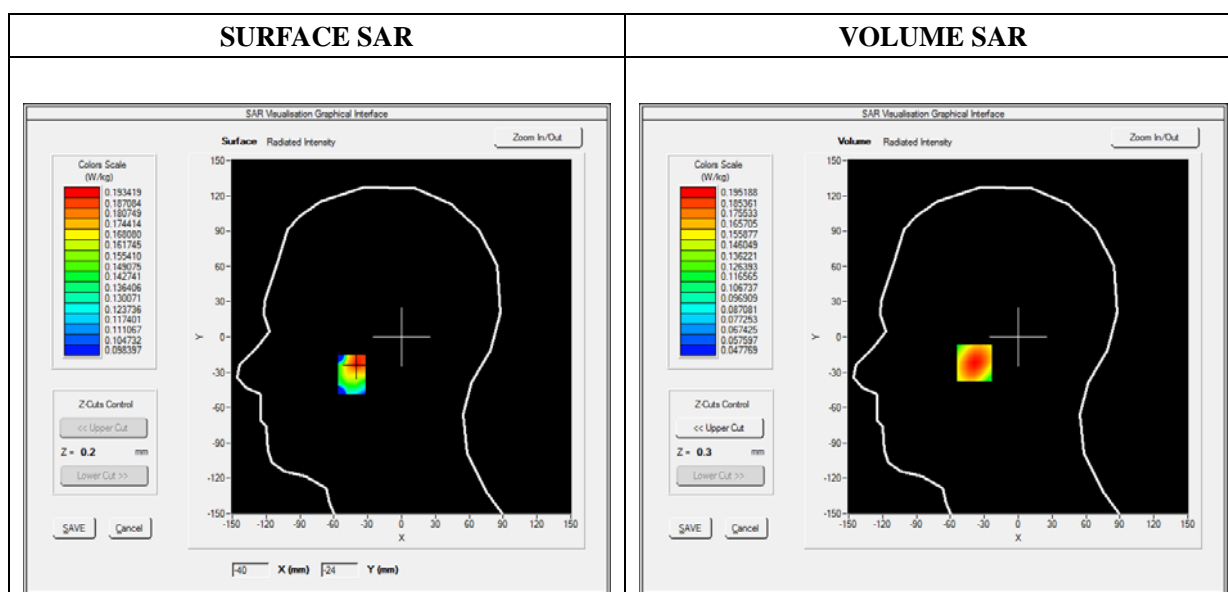 SURFACE SAR
VOLUME SAR
SAR Visualisation Graphical Interface
Surface Radiated Intensity
Zoom In/Out
Colors Scale
(W/kg)
0.193419
0.187084
0.180749
0.174414
0.168080
0.161745
0.155410
0.149075
0.142741
0.136406
0.130071
0.123736
0.117401
0.111067
0.104732
0.098397
Z-Cuts Control
<< Upper Cut
Z = 0.2 mm
Lower Cut >>
SAVE Cancel
150
120
90
60
30
0
-30
-60
-90
-120
-150
Y
-150 -120 -90 -60 -30 0 30 60 90 120 150
X
-40 X (mm) -24 Y (mm)
SAR Visualisation Graphical Interface
Volume Radiated Intensity
Zoom In/Out
Colors Scale
(W/kg)
0.195188
0.185361
0.175533
0.165705
0.155877
0.146049
0.136221
0.126393
0.116565
0.106737
0.096909
0.087081
0.077253
0.067425
0.057597
0.047769
Z-Cuts Control
<< Upper Cut
Z = 0.3 mm
Lower Cut >>
SAVE Cancel
150
120
90
60
30
0
-30
-60
-90
-120
-150
Y
-150 -120 -90 -60 -30 0 30 60 90 120 150
X